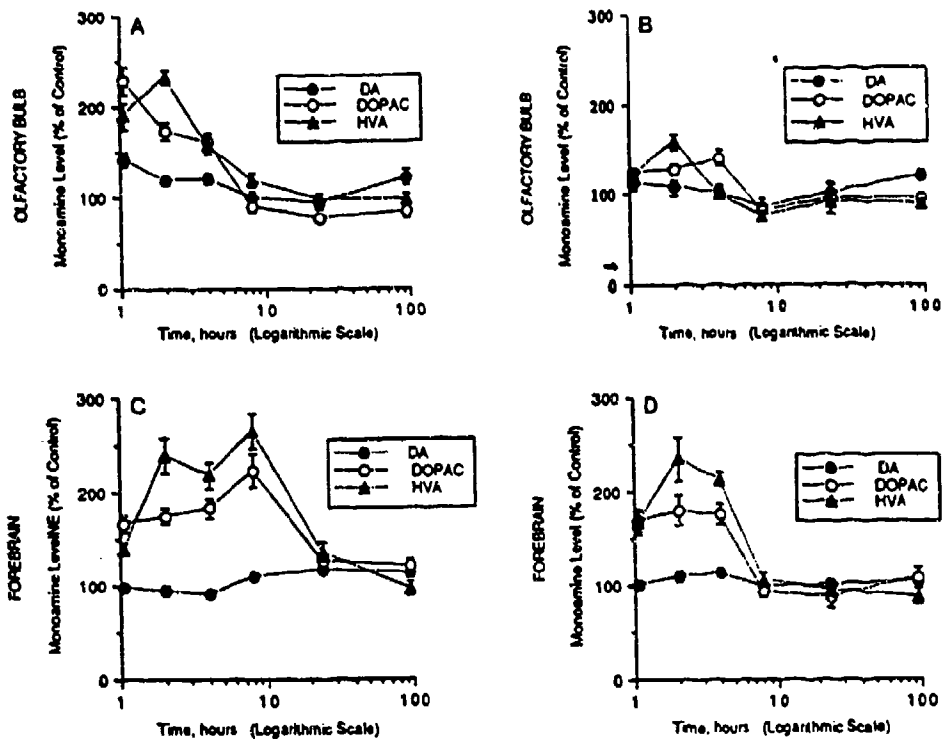 A
300
200
100
0
OLFACTORY BULB
Monoamine Level (% of Control)
DA
DOPAC
HVA
1
10
100
Time, hours (Logarithmic Scale)
B
300
200
100
0
OLFACTORY BULB
Monoamine Level (% of Control)
DA
DOPAC
HVA
1
10
100
Time, hours (Logarithmic Scale)
C
300
200
100
0
FOREBRAIN
Monoamine LevelNE (% of Control)
DA
DOPAC
HVA
1
10
100
Time, hours (Logarithmic Scale)
D
300
200
100
0
FOREBRAIN
Monoamine Level (% of Control)
DA
DOPAC
HVA
1
10
100
Time, hours (Logarithmic Scale)